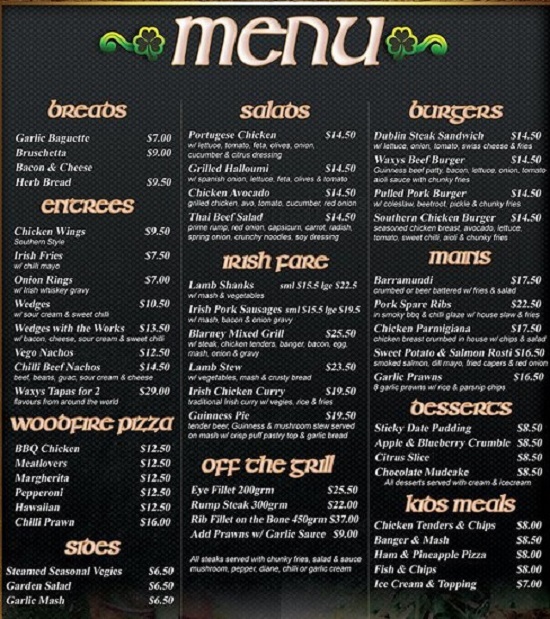 menu
breads
Garlic Baguette $7.00
Bruschetta $9.00
Bacon & Cheese
Herb Bread $9.50
entrees
Chicken Wings $9.50
Southern Style
Irish Fries $7.50
w/ chilli mayo
Onion Rings $7.00
w/ Irish whiskey gravy
Wedges $10.50
w/ sour cream & sweet chilli
Wedges with the Works $13.50
w/ bacon, cheese, sour cream & sweet chilli
Vego Nachos $12.50
Chilli Beef Nachos $14.50
beef, beans, guac, sour cream & cheese
Waxys Tapas for 2 $29.00
flavours from around the world
woodfire pizza
BBQ Chicken $12.50
Meatlovers $12.50
Margherita $12.50
Pepperoni $12.50
Hawaiian $12.50
Chilli Prawn $16.00
sides
Steamed Seasonal Vegies $6.50
Garden Salad $6.50
Garlic Mash $6.50
salads
Portugese Chicken $14.50
w/ lettuce, tomato, feta, olives, onion,
cucumber & citrus dressing
Grilled Halloumi $14.50
w/ spanish onion, lettuce, feta, olives & tomato
Chicken Avocado $14.50
grilled chicken, avo, tomato, cucumber, red onion
Thai Beef Salad $14.50
prime rump, red onion, capsicum, carrot, radish,
spring onion, crunchy noodles, soy dressing
irish fare
Lamb Shanks sml $15.5 lge $22.5
w/ mash & vegetables
Irish Pork Sausages sml $15.5 lge $19.5
w/ mash, bacon & onion gravy
Blarney Mixed Grill $25.50
w/ steak, chicken tenders, banger, bacon, egg,
mash, onion & gravy
Lamb Stew $23.50
w/ vegetables, mash & crusty bread
Irish Chicken Curry $19.50
traditional Irish curry w/ vegies, rice & fries
Guinness Pie $19.50
tender beer, Guinness & mushroom stew served
on mash w/ crisp puff pastry top & garlic bread
off the grill
Eye Fillet 200grm $25.50
Rump Steak 300grm $22.00
Rib Fillet on the Bone 450grm $37.00
Add Prawns w/ Garlic Sauce $9.00
All steaks served with chunky fries, salad & sauce
mushroom, pepper, diane, chilli or garlic cream
burgers
Dublin Steak Sandwich $14.50
w/ lettuce, onion, tomato, swiss cheese & fries
Waxys Beef Burger $14.50
Guinness beef patty, bacon, lettuce, onion, tomato
aioli sauce with chunky fries
Pulled Pork Burger $14.50
w/ coleslaw, beetroot, pickle & chunky fries
Southern Chicken Burger $14.50
seasoned chicken breast, avocado, lettuce,
tomato, sweet chilli, aioli & chunky fries
mains
Barramundi $17.50
crumbed or beer battered w/ fries & salad
Pork Spare Ribs $22.50
in smoky bbq & chilli glaze w/ house slaw & fries
Chicken Parmigiana $17.50
chicken breast crumbed in house w/ chips & salad
Sweet Potato & Salmon Rosti $16.50
smoked salmon, dill mayo, fried capers & red onion
Garlic Prawns $16.50
8 garlic prawns w/ rice & parsnip chips
desserts
Sticky Date Pudding $8.50
Apple & Blueberry Crumble $8.50
Citrus Slice $8.50
Chocolate Mudcake $8.50
All desserts served with cream & icecream
kids meals
Chicken Tenders & Chips $8.00
Banger & Mash $8.50
Ham & Pineapple Pizza $8.00
Fish & Chips $8.00
Ice Cream & Topping $7.00